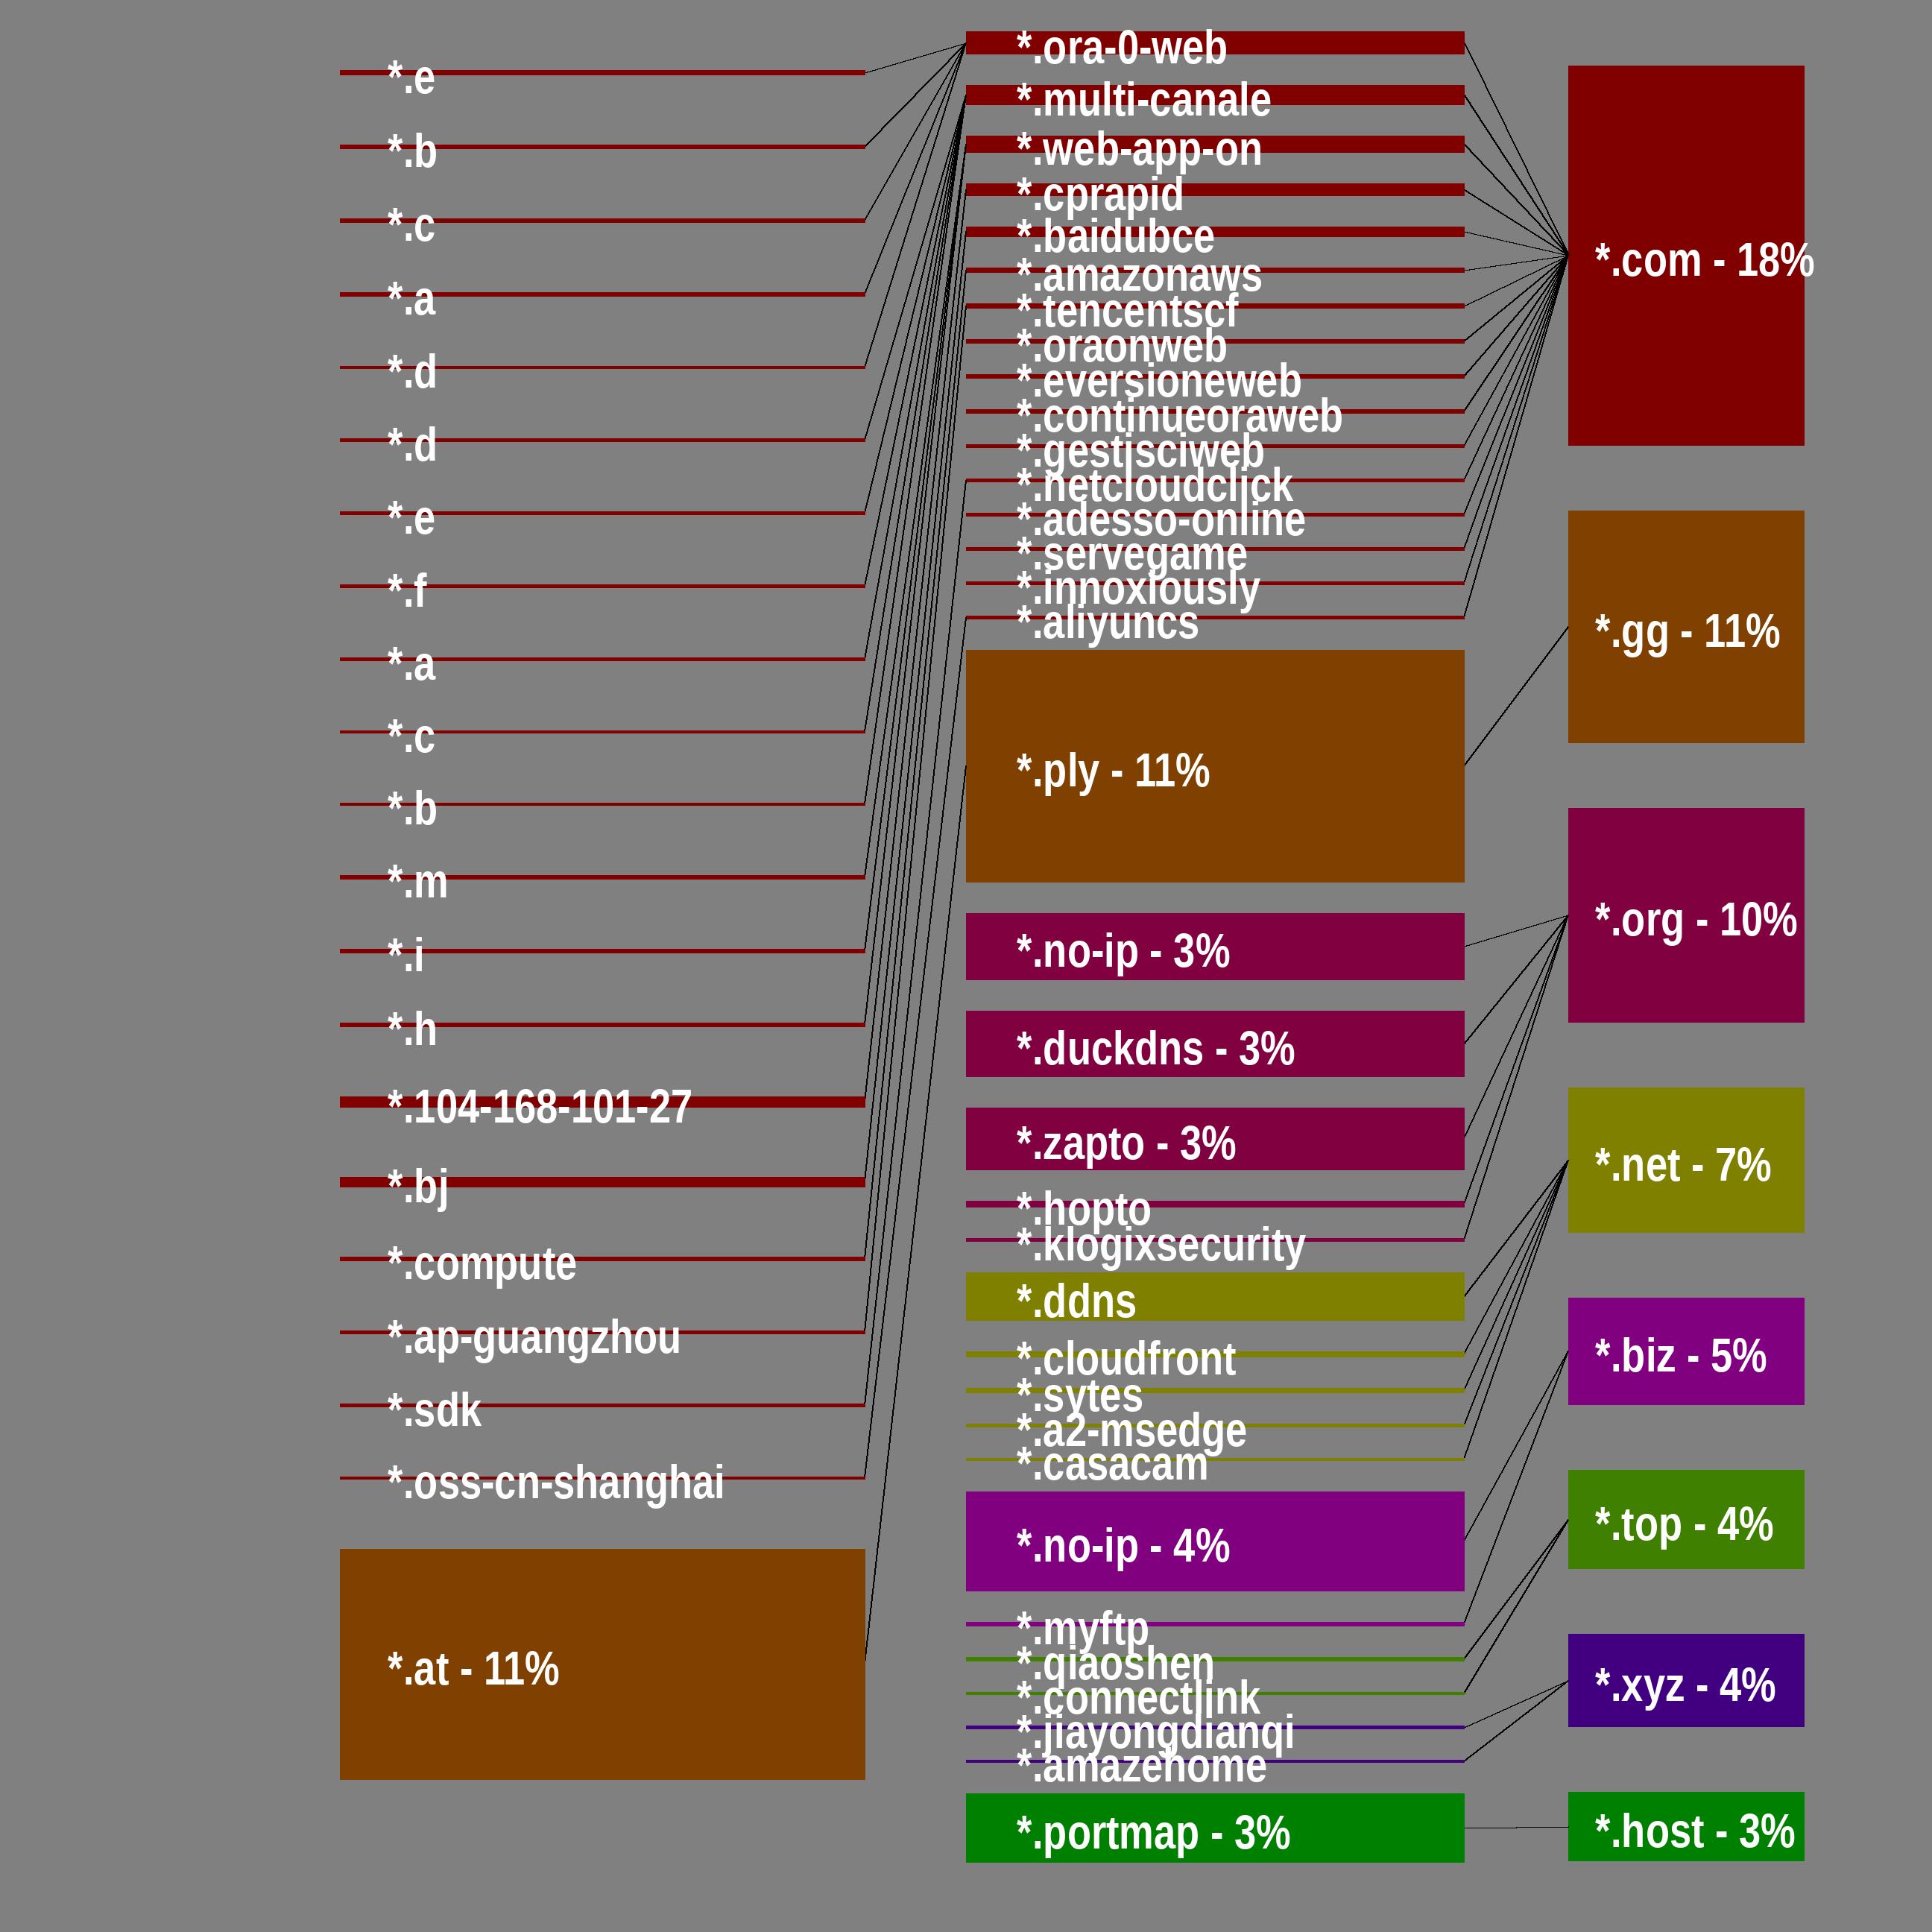 *.e
*.b
*.c
*.a
*.d
*.d
*.e
*.f
*.a
*.c
*.b
*.m
*.i
*.h
*.104-168-101-27
*.bj
*.compute
*.ap-guangzhou
*.sdk
*.oss-cn-shanghai
*.at - 11%
*.ora-0-web
*.multi-canale
*.web-app-on
*.cprapid
*.baidubce
*.amazonaws
*.tencentscf
*.oraonweb
*.eversioneweb
*.continueoraweb
*.gestisciweb
*.netcloudclick
*.adesso-online
*.servegame
*.innoxiously
*.aliyuncs
*.ply - 11%
*.no-ip - 3%
*.duckdns - 3%
*.zapto - 3%
*.hopto
*.klogixsecurity
*.ddns
*.cloudfront
*.sytes
*.a2-msedge
*.casacam
*.no-ip - 4%
*.myftp
*.qiaoshen
*.connectlink
*.jiayongdianqi
*.amazehome
*.portmap - 3%
*.com - 18%
*.gg - 11%
*.org - 10%
*.net - 7%
*.biz - 5%
*.top - 4%
*.xyz - 4%
*.host - 3%